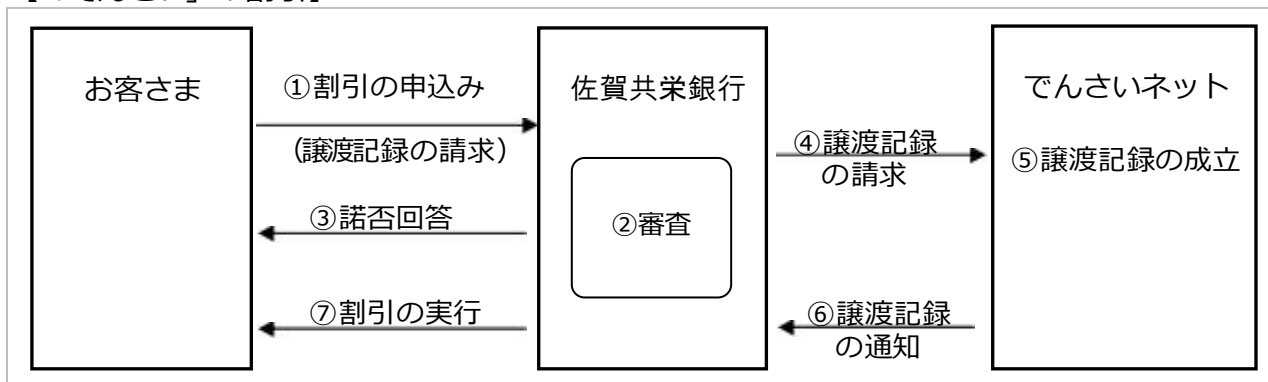 お客さま
①割引の申込み
(譲渡記録の請求)
③諾否回答
⑦割引の実行
佐賀共栄銀行
②審査
④譲渡記録
の請求
⑥譲渡記録
の通知
でんさいネット
⑤譲渡記録の成立